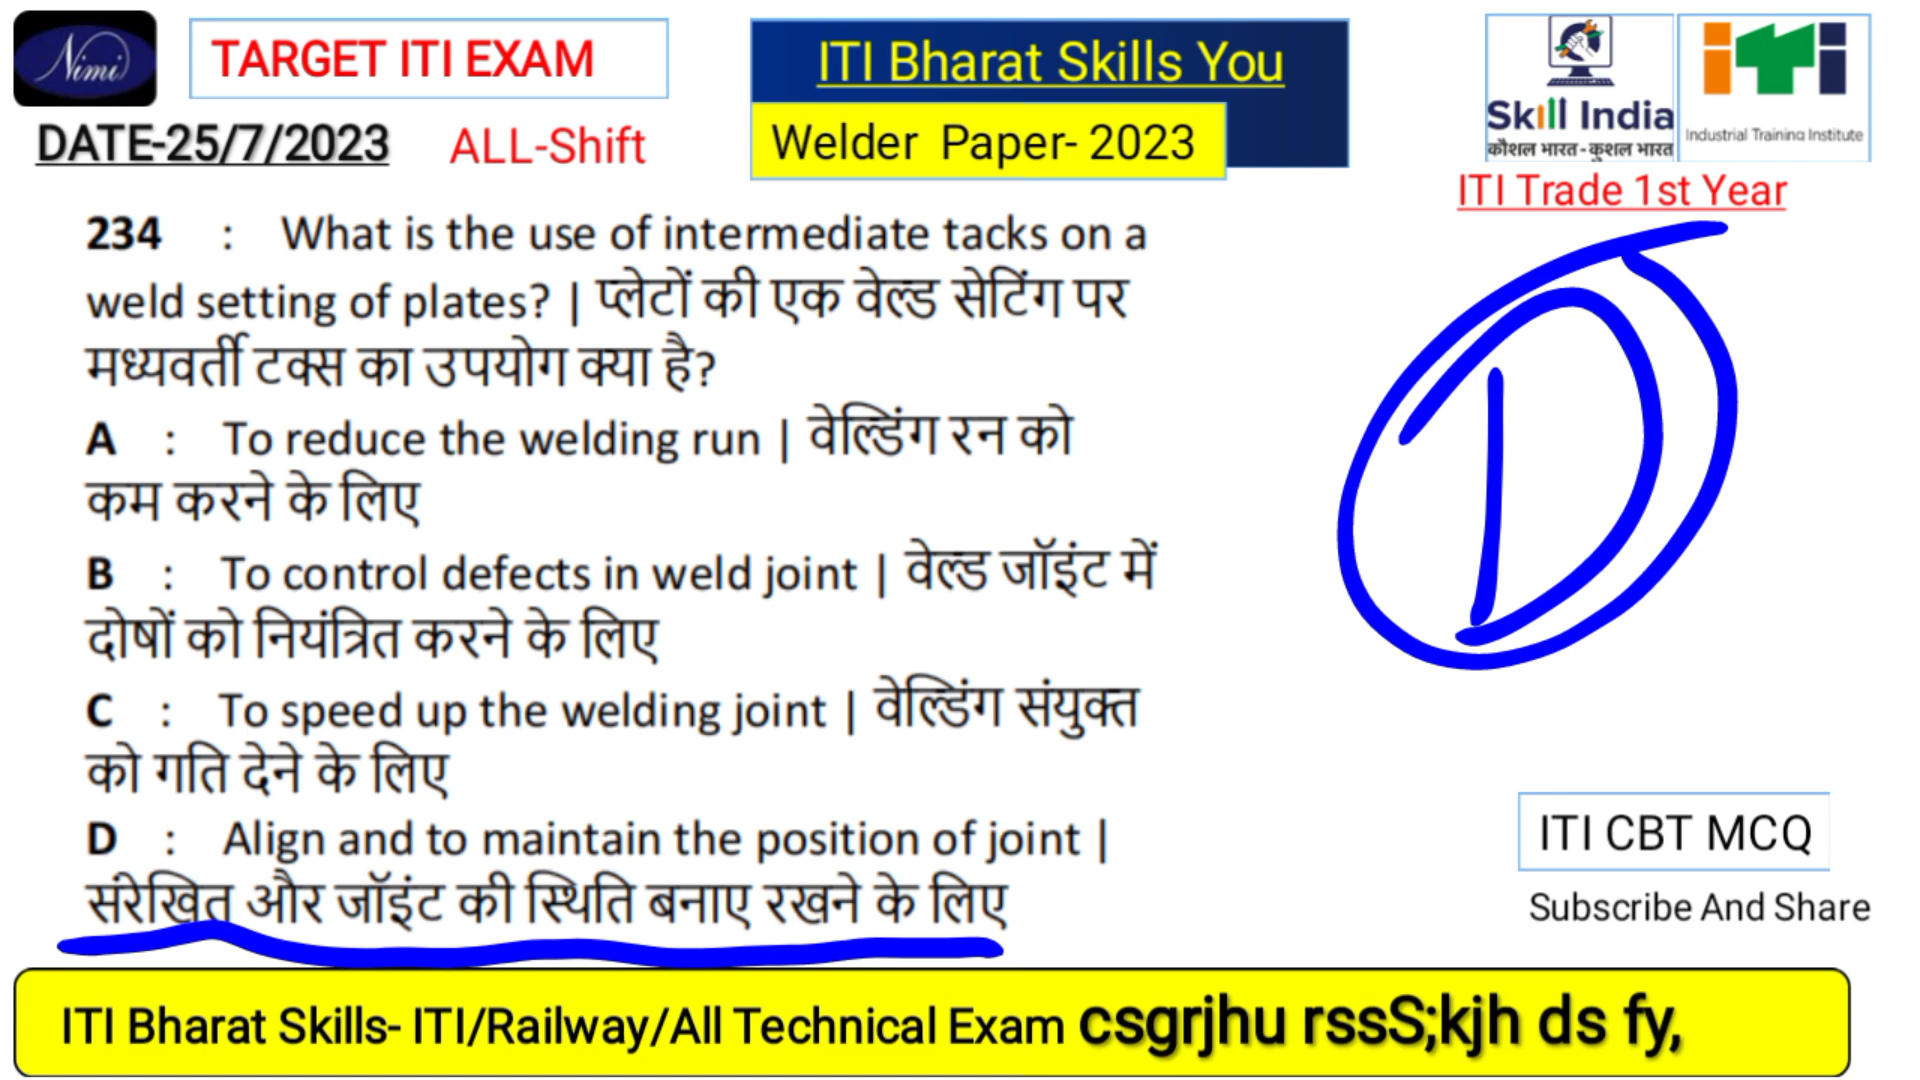 Nimi
TARGET ITI EXAM
ITI Bharat Skills You
Skill India
कौशल भारत - कुशल भारत
iTi
Industrial Training Institute
DATE-25/7/2023 ALL-Shift
Welder Paper- 2023
ITI Trade 1st Year
234 : What is the use of intermediate tacks on a
weld setting of plates? | प्लेटों की एक वेल्ड सेटिंग पर
मध्यवर्ती टक्स का उपयोग क्या है?
A : To reduce the welding run | वेल्डिंग रन को
कम करने के लिए
B : To control defects in weld joint | वेल्ड जॉइंट में
दोषों को नियंत्रित करने के लिए
C : To speed up the welding joint | वेल्डिंग संयुक्त
को गति देने के लिए
D : Align and to maintain the position of joint |
संरेखित और जॉइंट की स्थिति बनाए रखने के लिए
D
ITI CBT MCQ
Subscribe And Share
ITI Bharat Skills- ITI/Railway/All Technical Exam csgrjhu rssS;kjh ds fy,